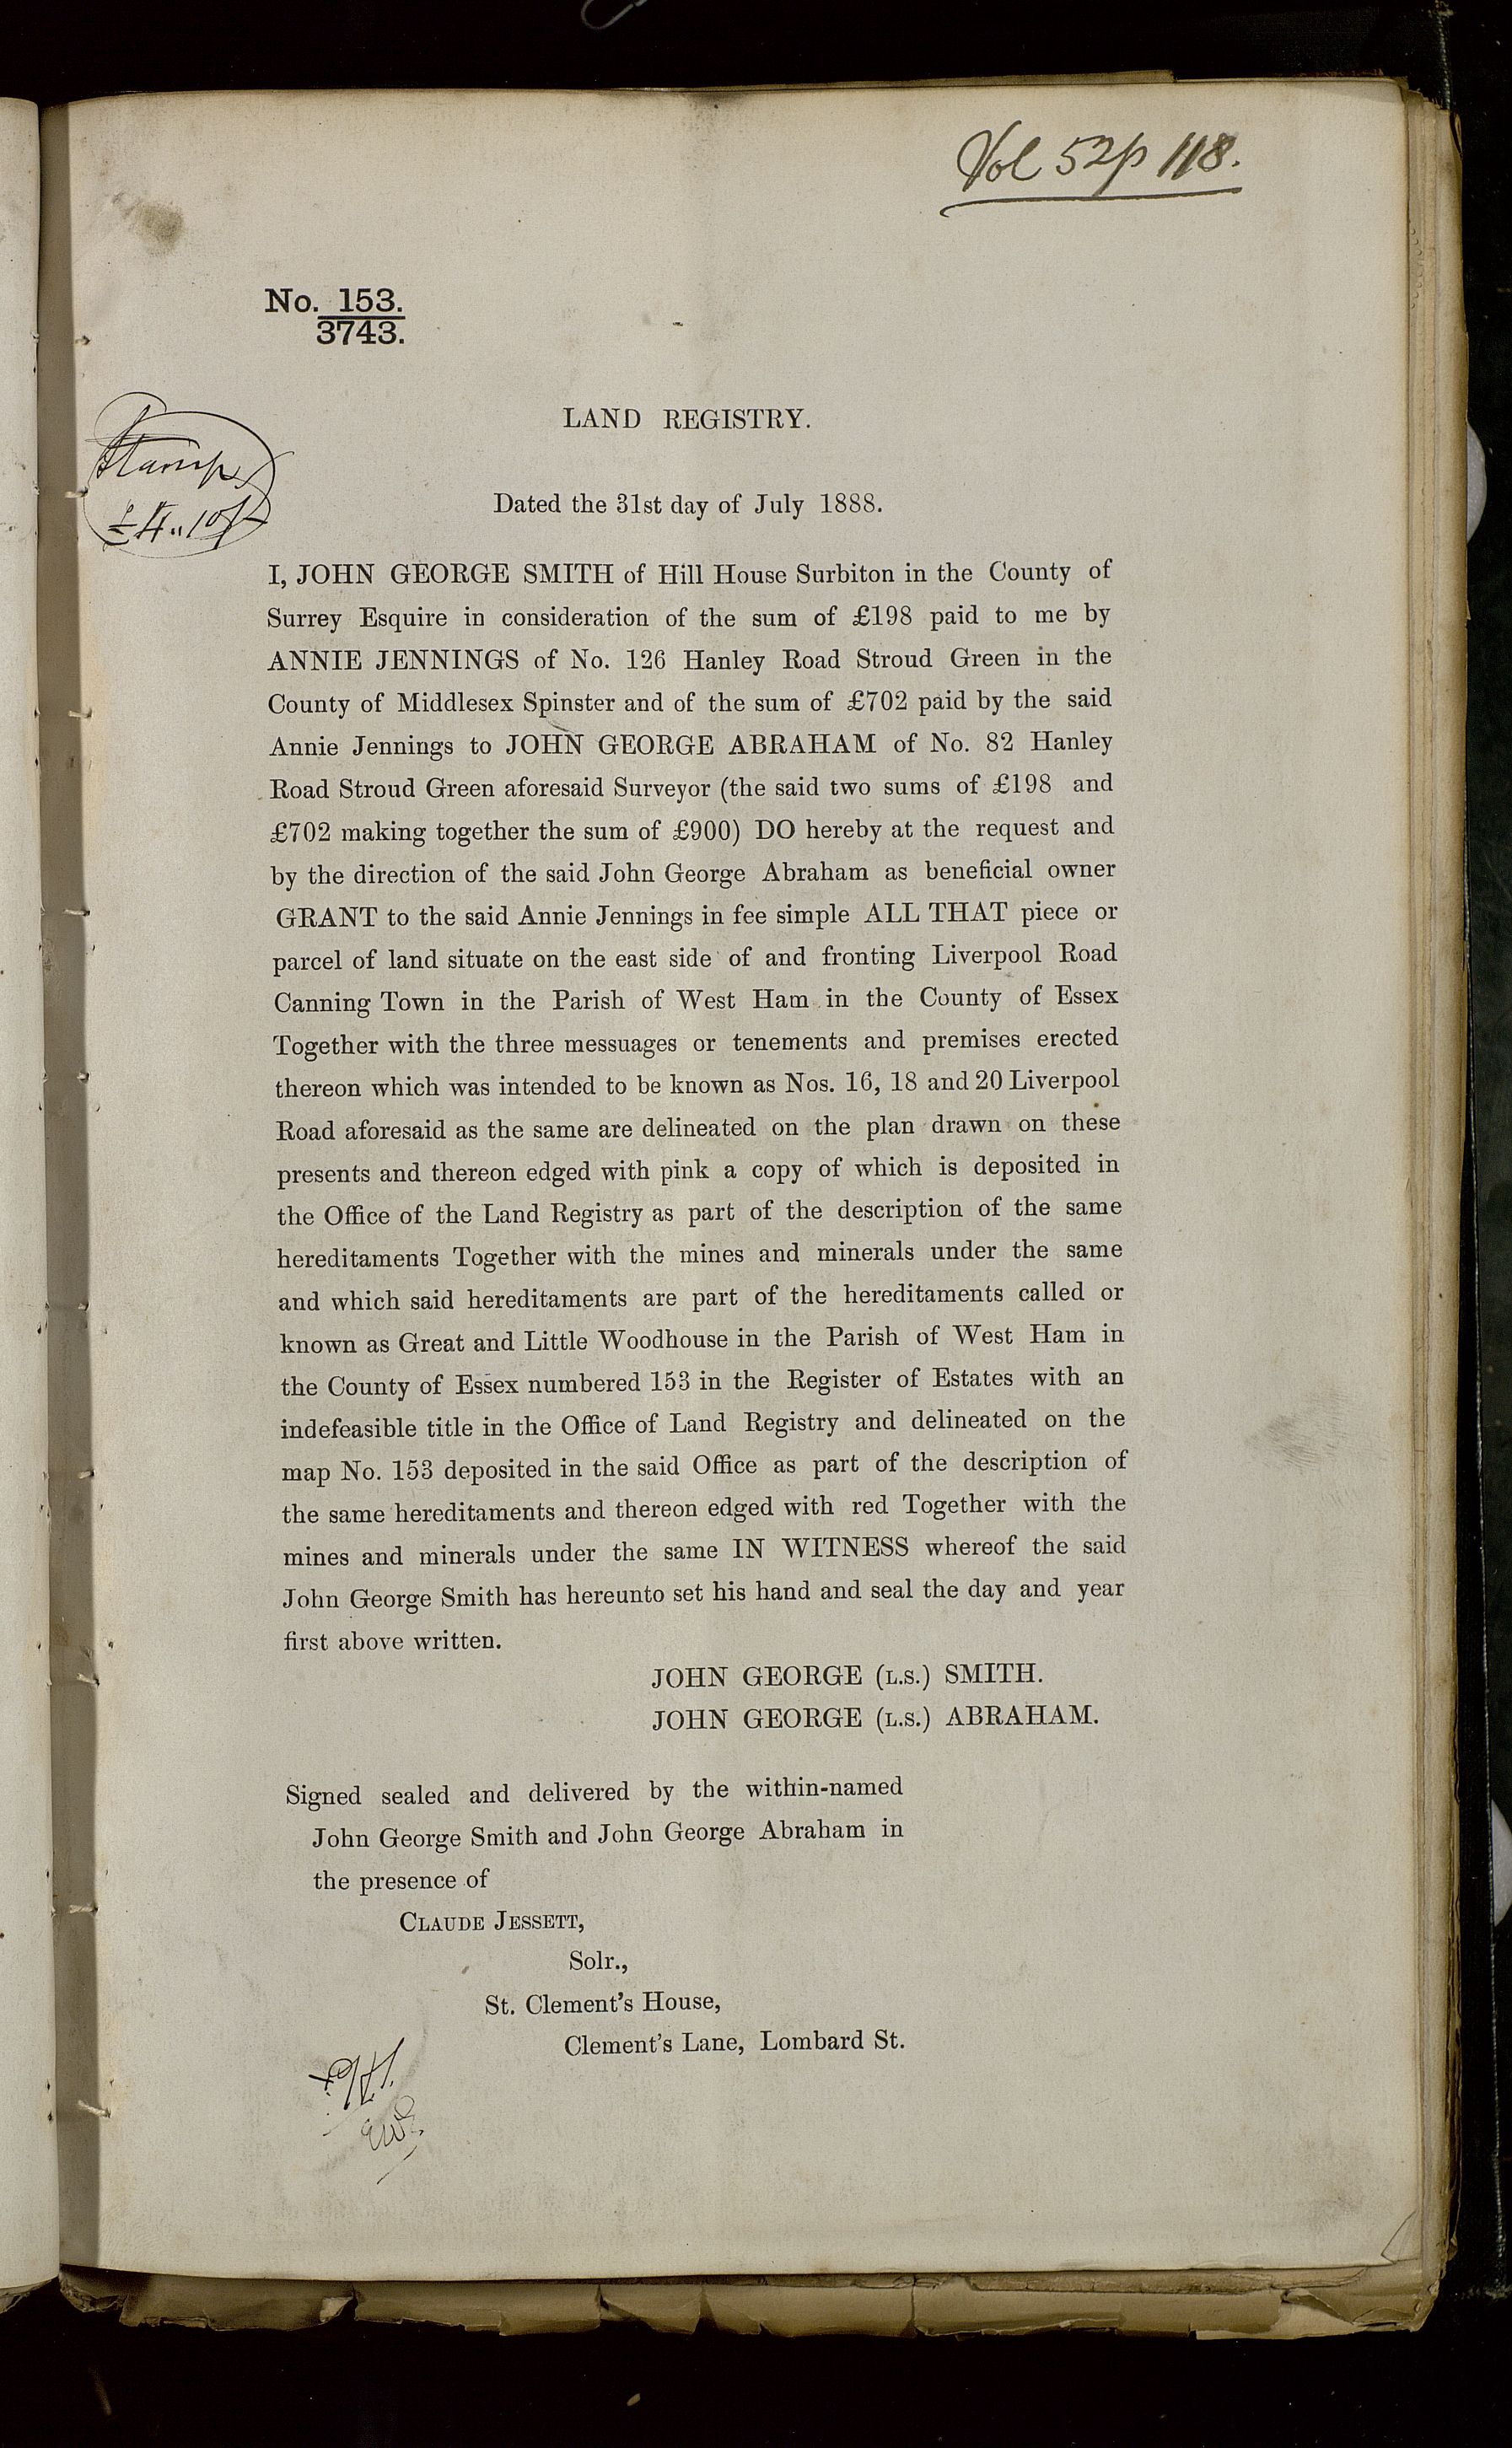 Vol 52 p 118.
No. 153.
3743.
LAND REGISTRY.
Stamp
£4.. 10/-
Dated the 31st day of July 1888.
I, JOHN GEORGE SMITH of Hill House Surbiton in the County of
Surrey Esquire in consideration of the sum of £198 paid to me by
ANNIE JENNINGS of No. 126 Hanley Road Stroud Green in the
County of Middlesex Spinster and of the sum of £702 paid by the said
Annie Jennings to JOHN GEORGE ABRAHAM of No. 82 Hanley
Road Stroud Green aforesaid Surveyor (the said two sums of £198 and
£702 making together the sum of £900) DO hereby at the request and
by the direction of the said John George Abraham as beneficial owner
GRANT to the said Annie Jennings in fee simple ALL THAT piece or
parcel of land situate on the east side of and fronting Liverpool Road
Canning Town in the Parish of West Ham in the County of Essex
Together with the three messuages or tenements and premises erected
thereon which was intended to be known as Nos. 16, 18 and 20 Liverpool
Road aforesaid as the same are delineated on the plan drawn on these
presents and thereon edged with pink a copy of which is deposited in
the Office of the Land Registry as part of the description of the same
hereditaments Together with the mines and minerals under the same
and which said hereditaments are part of the hereditaments called or
known as Great and Little Woodhouse in the Parish of West Ham in
the County of Essex numbered 153 in the Register of Estates with an
indefeasible title in the Office of Land Registry and delineated on the
map No. 153 deposited in the said Office as part of the description of
the same hereditaments and thereon edged with red Together with the
mines and minerals under the same IN WITNESS whereof the said
John George Smith has hereunto set his hand and seal the day and year
first above written.
JOHN GEORGE (L.S.) SMITH.
JOHN GEORGE (L.S.) ABRAHAM.
Signed sealed and delivered by the within-named
John George Smith and John George Abraham in
the presence of
CLAUDE JESSETT,
Solr.,
St. Clement's House,
Clement's Lane, Lombard St.